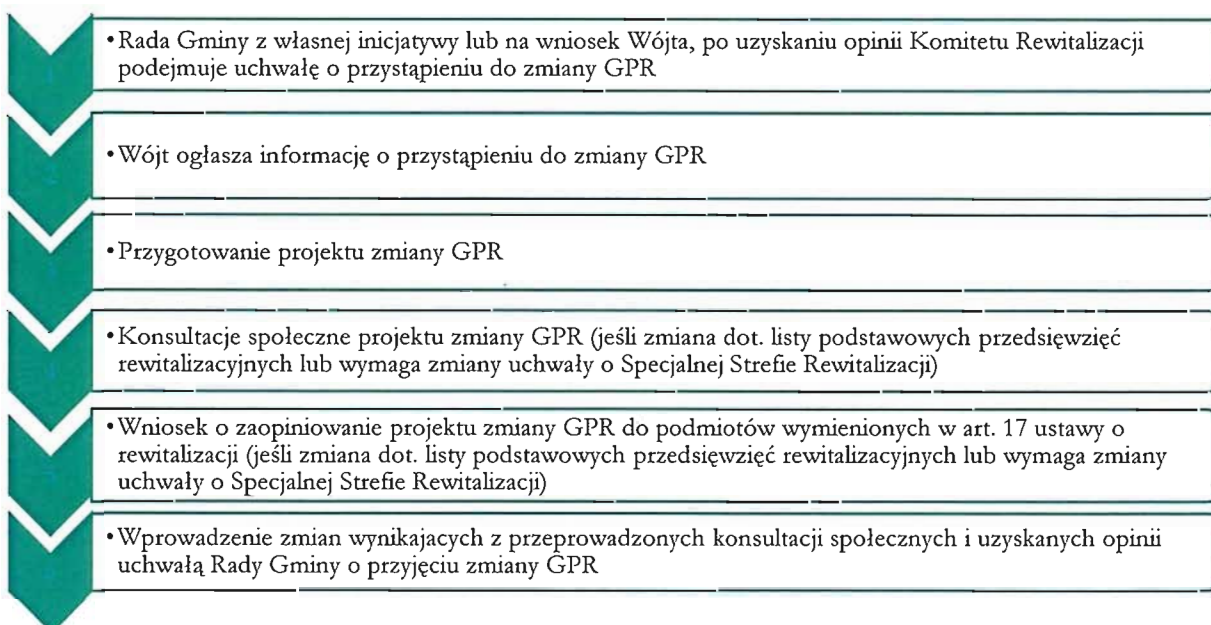 •Rada Gminy z własnej inicjatywy lub na wniosek Wójta, po uzyskaniu opinii Komitetu Rewitalizacji
podejmuje uchwałę o przystąpieniu do zmiany GPR
•Wójt ogłasza informację o przystąpieniu do zmiany GPR
•Przygotowanie projektu zmiany GPR
•Konsultacje społeczne projektu zmiany GPR (jeśli zmiana dot. listy podstawowych przedsięwzięć
rewitalizacyjnych lub wymaga zmiany uchwały o Specjalnej Strefie Rewitalizacji)
•Wniosek o zaopiniowanie projektu zmiany GPR do podmiotów wymienionych w art. 17 ustawy o
rewitalizacji (jeśli zmiana dot. listy podstawowych przedsięwzięć rewitalizacyjnych lub wymaga zmiany
uchwały o Specjalnej Strefie Rewitalizacji)
•Wprowadzenie zmian wynikajacych z przeprowadzonych konsultacji społecznych i uzyskanych opinii
uchwałą Rady Gminy o przyjęciu zmiany GPR